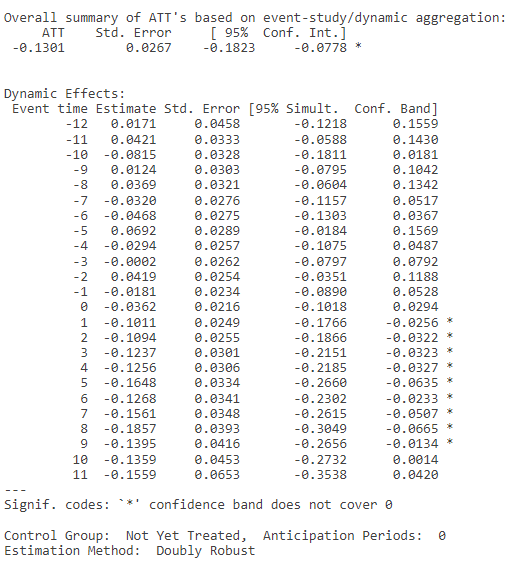 Overall summary of ATT's based on event-study/dynamic aggregation:
     ATT    Std. Error     [ 95%  Conf. Int.]
 -0.1301        0.0267    -0.1823     -0.0778 *

Dynamic Effects:
 Event time Estimate Std. Error [95% Simult.  Conf. Band]
        -12   0.0171     0.0458       -0.1218      0.1559
        -11   0.0421     0.0333       -0.0588      0.1430
        -10  -0.0815     0.0328       -0.1811      0.0181
         -9   0.0124     0.0303       -0.0795      0.1042
         -8   0.0369     0.0321       -0.0604      0.1342
         -7  -0.0320     0.0276       -0.1157      0.0517
         -6  -0.0468     0.0275       -0.1303      0.0367
         -5   0.0692     0.0289       -0.0184      0.1569
         -4  -0.0294     0.0257       -0.1075      0.0487
         -3  -0.0002     0.0262       -0.0797      0.0792
         -2   0.0419     0.0254       -0.0351      0.1188
         -1  -0.0181     0.0234       -0.0890      0.0528
          0  -0.0362     0.0216       -0.1018      0.0294
          1  -0.1011     0.0249       -0.1766     -0.0256 *
          2  -0.1094     0.0255       -0.1866     -0.0322 *
          3  -0.1237     0.0301       -0.2151     -0.0323 *
          4  -0.1256     0.0306       -0.2185     -0.0327 *
          5  -0.1648     0.0334       -0.2660     -0.0635 *
          6  -0.1268     0.0341       -0.2302     -0.0233 *
          7  -0.1561     0.0348       -0.2615     -0.0507 *
          8  -0.1857     0.0393       -0.3049     -0.0665 *
          9  -0.1395     0.0416       -0.2656     -0.0134 *
         10  -0.1359     0.0453       -0.2732      0.0014
         11  -0.1559     0.0653       -0.3538      0.0420
---
Signif. codes: `*' confidence band does not cover 0

Control Group:  Not Yet Treated,  Anticipation Periods:  0
Estimation Method:  Doubly Robust